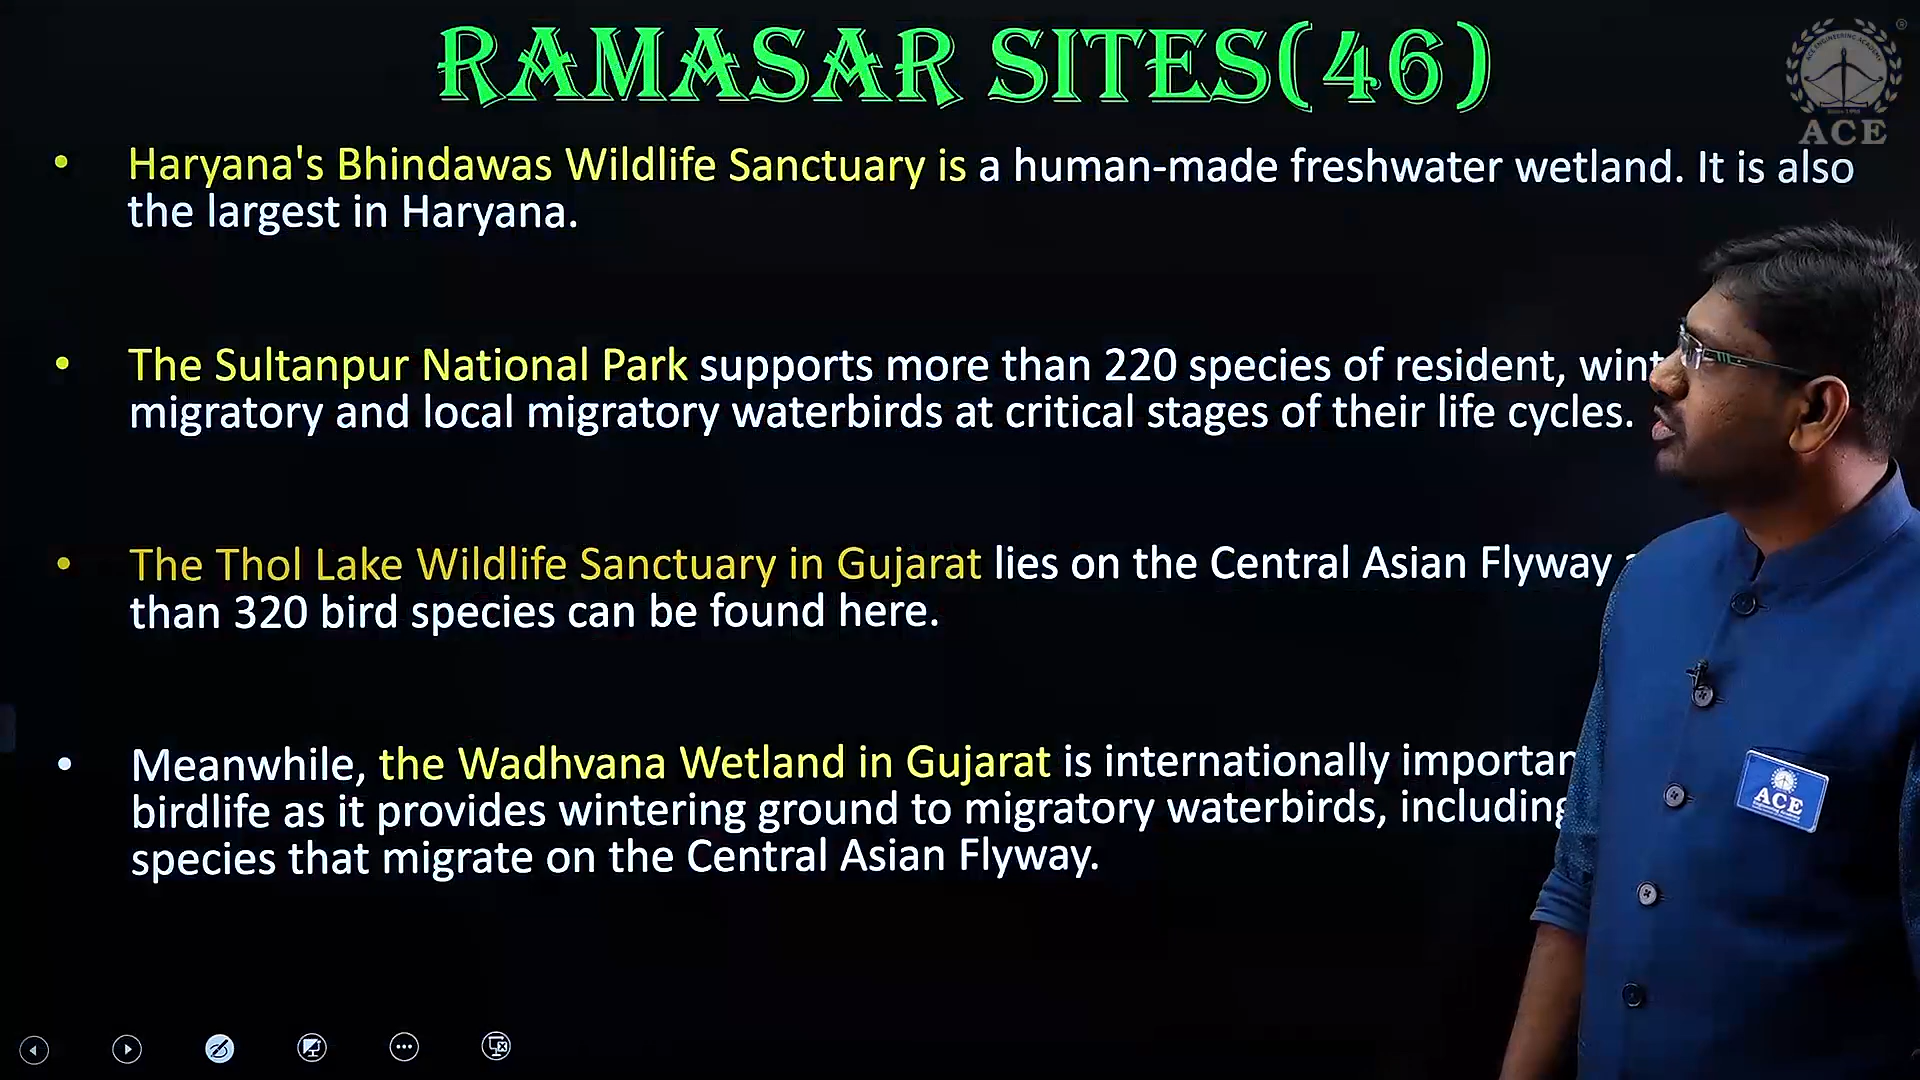 RAMASAR SITES(46)
ACE
• Haryana's Bhindawas Wildlife Sanctuary is a human-made freshwater wetland. It is also
the largest in Haryana.
• The Sultanpur National Park supports more than 220 species of resident,
migratory and local migratory waterbirds at critical stages of their life cycles.
• The Thol Lake Wildlife Sanctuary in Gujarat lies on the Central Asian Flyway
than 320 bird species can be found here.
• Meanwhile, the Wadhvana Wetland in Gujarat is internationally
birdlife as it provides wintering ground to migratory waterbirds, including
species that migrate on the Central Asian Flyway.
ACE